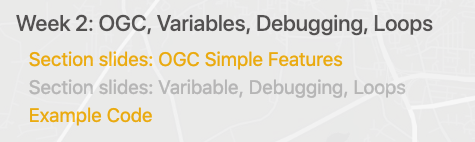 Week 2: OGC, Variables, Debugging, Loops
Section slides: OGC Simple Features
Section slides: Varibable, Debugging, Loops
Example Code